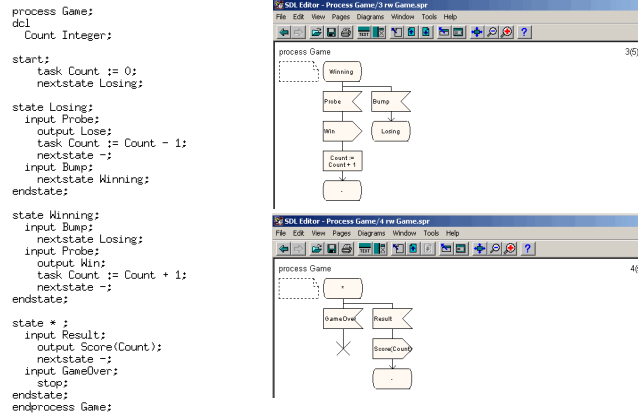 process Game;
dcl
Count Integer;
start;
task Count := 0;
nextstate Losing;
state Losing;
input Probe;
output Lose;
task Count := Count - 1;
nextstate -;
input Bump;
nextstate Winning;
endstate;
state Winning;
input Bump;
nextstate Losing;
input Probe;
output Win;
task Count := Count + 1;
nextstate -;
endstate;
state * ;
input Result;
output Score(Count);
nextstate -;
input GameOver;
stop;
endstate;
endprocess Game;
SDL Editor - Process Game/3 rw Game.spr
File Edit View Pages Diagrams Window Tools Help
TEXT
?
process Game
3(5)
Winning
Probe
Bump
Win
Losing
Count :=
Count + 1
-
SDL Editor - Process Game/4 rw Game.spr
File Edit View Pages Diagrams Window Tools Help
TEXT
?
process Game
*
GameOver
Result
Score(Count)
-